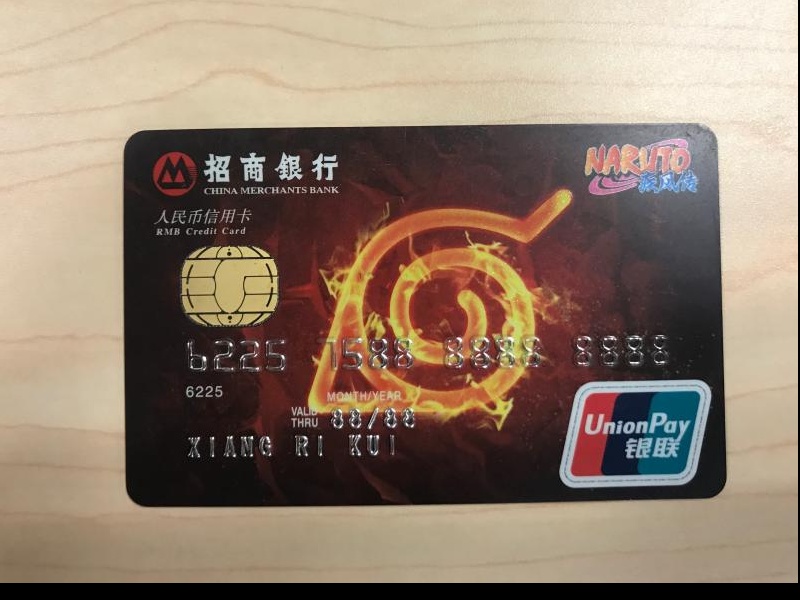 招商银行
CHINA MERCHANTS BANK
NARUTO
疾风传
人民币信用卡
RMB Credit Card
6225 1588 8888 8888
6225
MONTH/YEAR
VALID THRU 88/88
XIANG RI KUI
UnionPay
银联